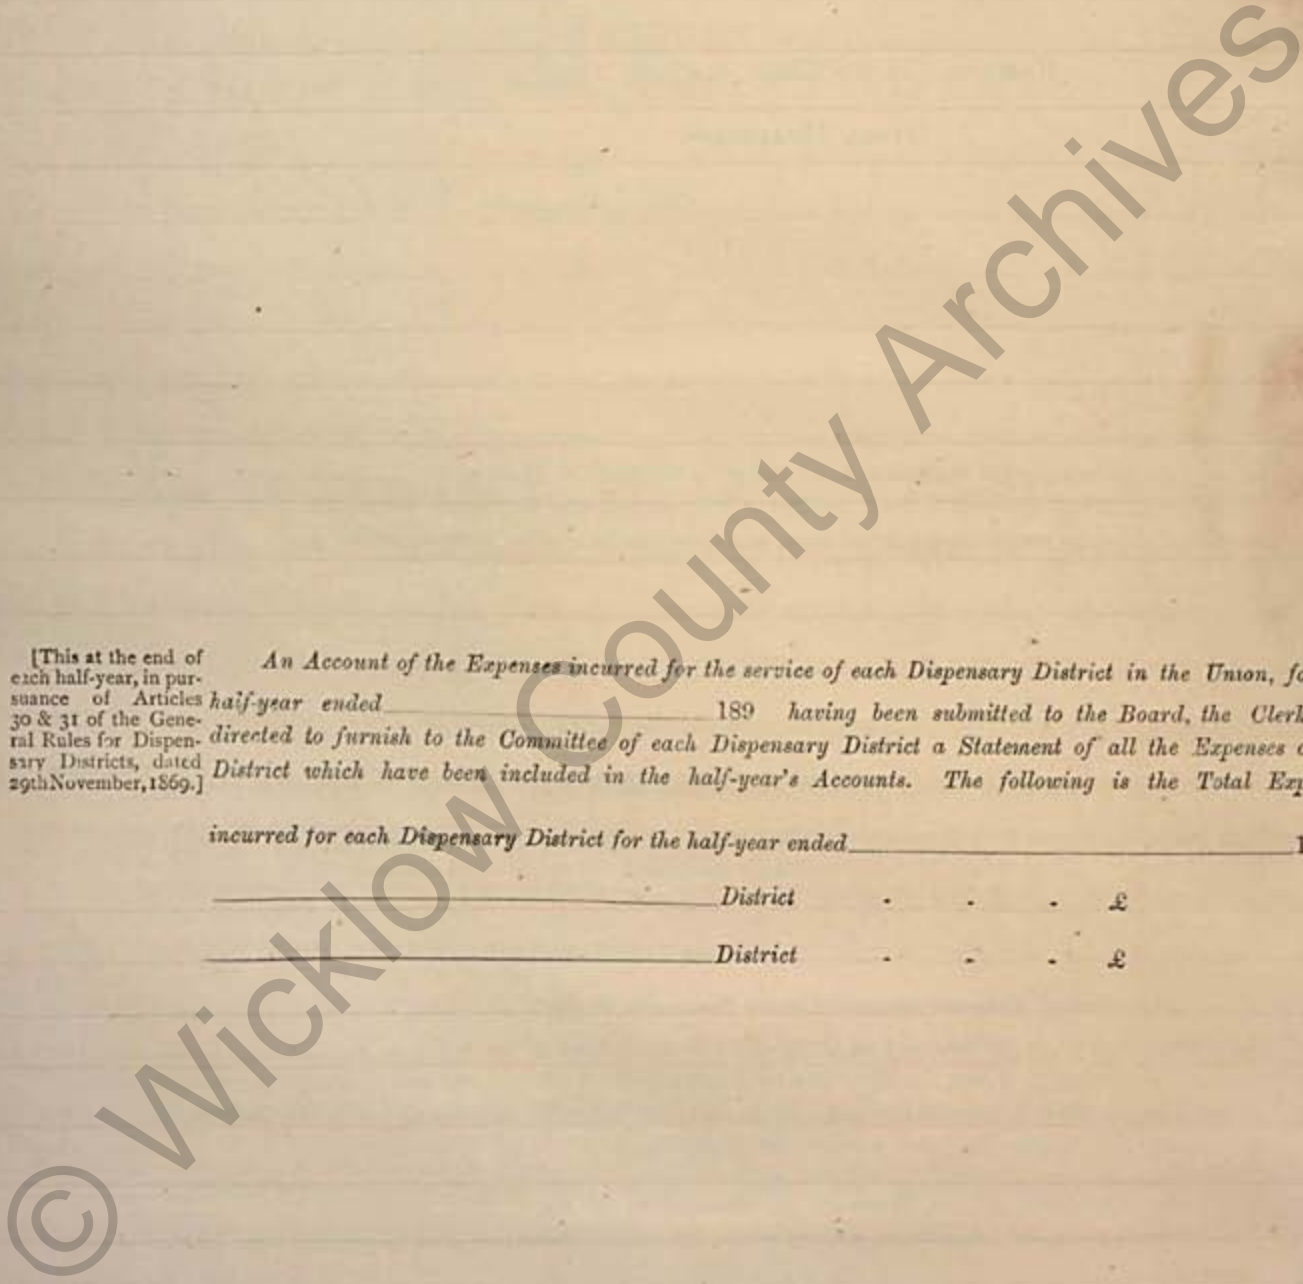 [This at the end of
each half-year, in pur-
suance of Articles
30 & 31 of the Gene-
ral Rules for Dispen-
sary Districts, dated
29th November, 1869.]
An Account of the Expenses incurred for the service of each Dispensary District in the Union, fo
half-year ended 189 having been submitted to the Board, the Clerk
directed to furnish to the Committee of each Dispensary District a Statement of all the Expenses o
District which have been included in the half-year's Accounts. The following is the Total Exp
incurred for each Dispensary District for the half-year ended 1
District - - - £
District - - - £
© Wicklow County Archives